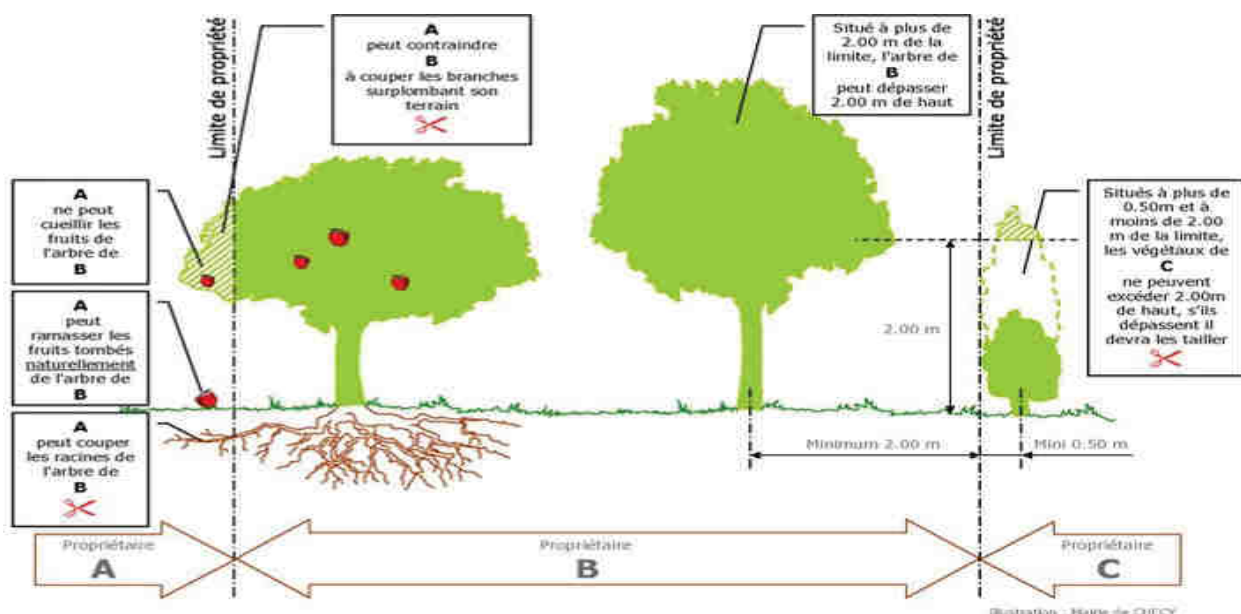 Limite de propriété
A
peut contraindre
B
à couper les branches
surplombant son
terrain
Situé à plus de
2.00 m de la
limite, l'arbre de
B
peut dépasser
2.00 m de haut
Limite de propriété
A
ne peut
cueillir les
fruits de
l'arbre de
B
Situés à plus de
0.50m et à
moins de 2.00
m de la limite,
les végétaux de
C
ne peuvent
excéder 2.00m
de haut, s'ils
dépassent il
devra les tailler
A
peut
ramasser les
fruits tombés
naturellement
de l'arbre de
B
2.00 m
A
peut couper
les racines de
l'arbre de
B
Minimum 2.00 m
Mini 0.50 m
Propriétaire
A
Propriétaire
B
Propriétaire
C
Illustration : Mairie de CHECY